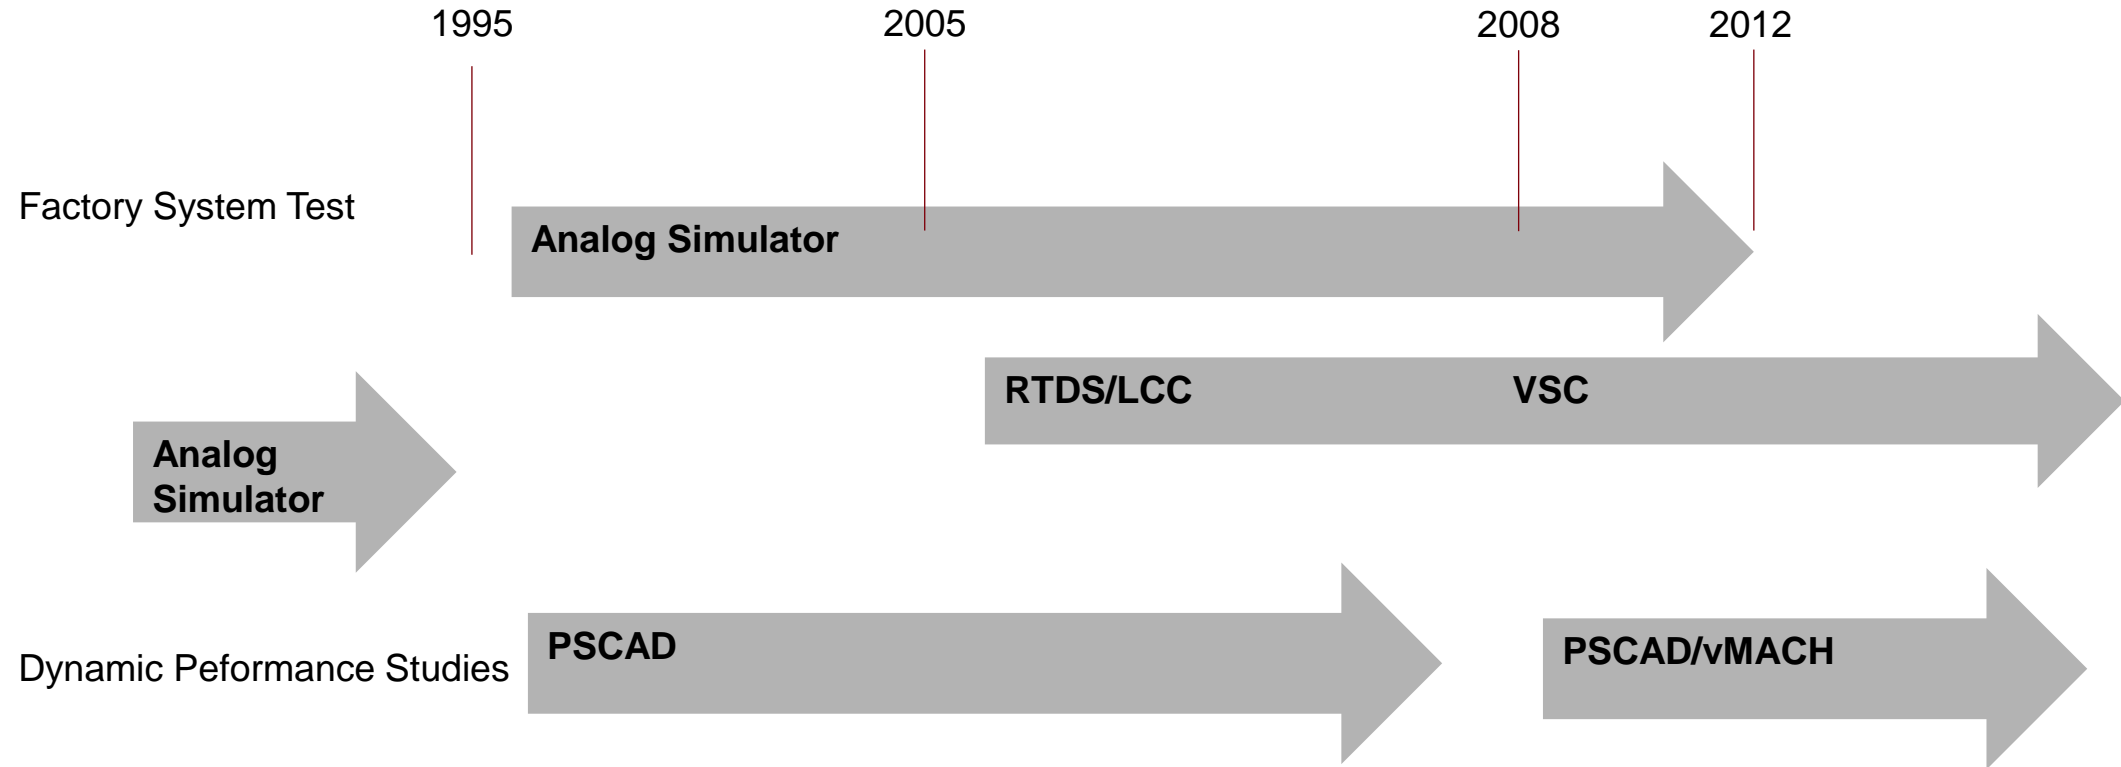 1995
2005
2008
2012
Factory System Test
Analog Simulator
RTDS/LCC
VSC
Analog
Simulator
Dynamic Peformance Studies
PSCAD
PSCAD/vMACH